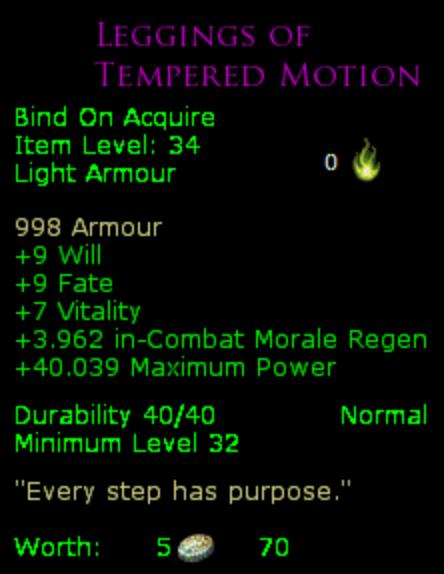 Leggings of
Tempered Motion
Bind On Acquire
Item Level: 34
0
Light Armour
998 Armour
+9 Will
+9 Fate
+7 Vitality
+3.962 in-Combat Morale Regen
+40.039 Maximum Power
Durability 40/40 Normal
Minimum Level 32
"Every step has purpose."
Worth: 5 70